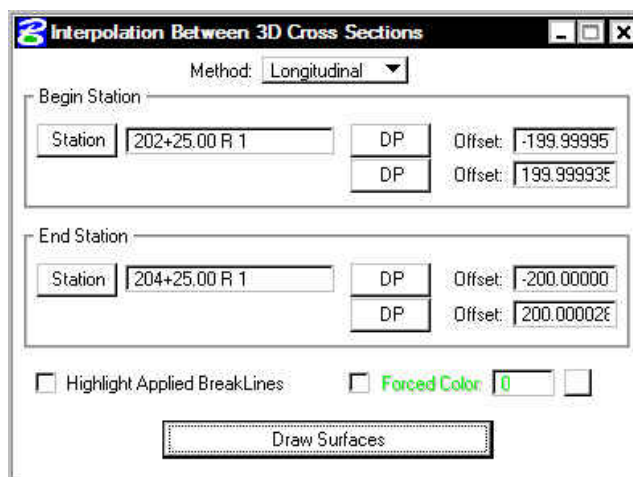 Interpolation Between 3D Cross Sections
Method: Longitudinal
Begin Station
Station 202+25.00 R 1 DP Offset: -199.99995
DP Offset: 199.999935
End Station
Station 204+25.00 R 1 DP Offset: -200.00000
DP Offset: 200.000028
Highlight Applied BreakLines Forced Color: 0
Draw Surfaces